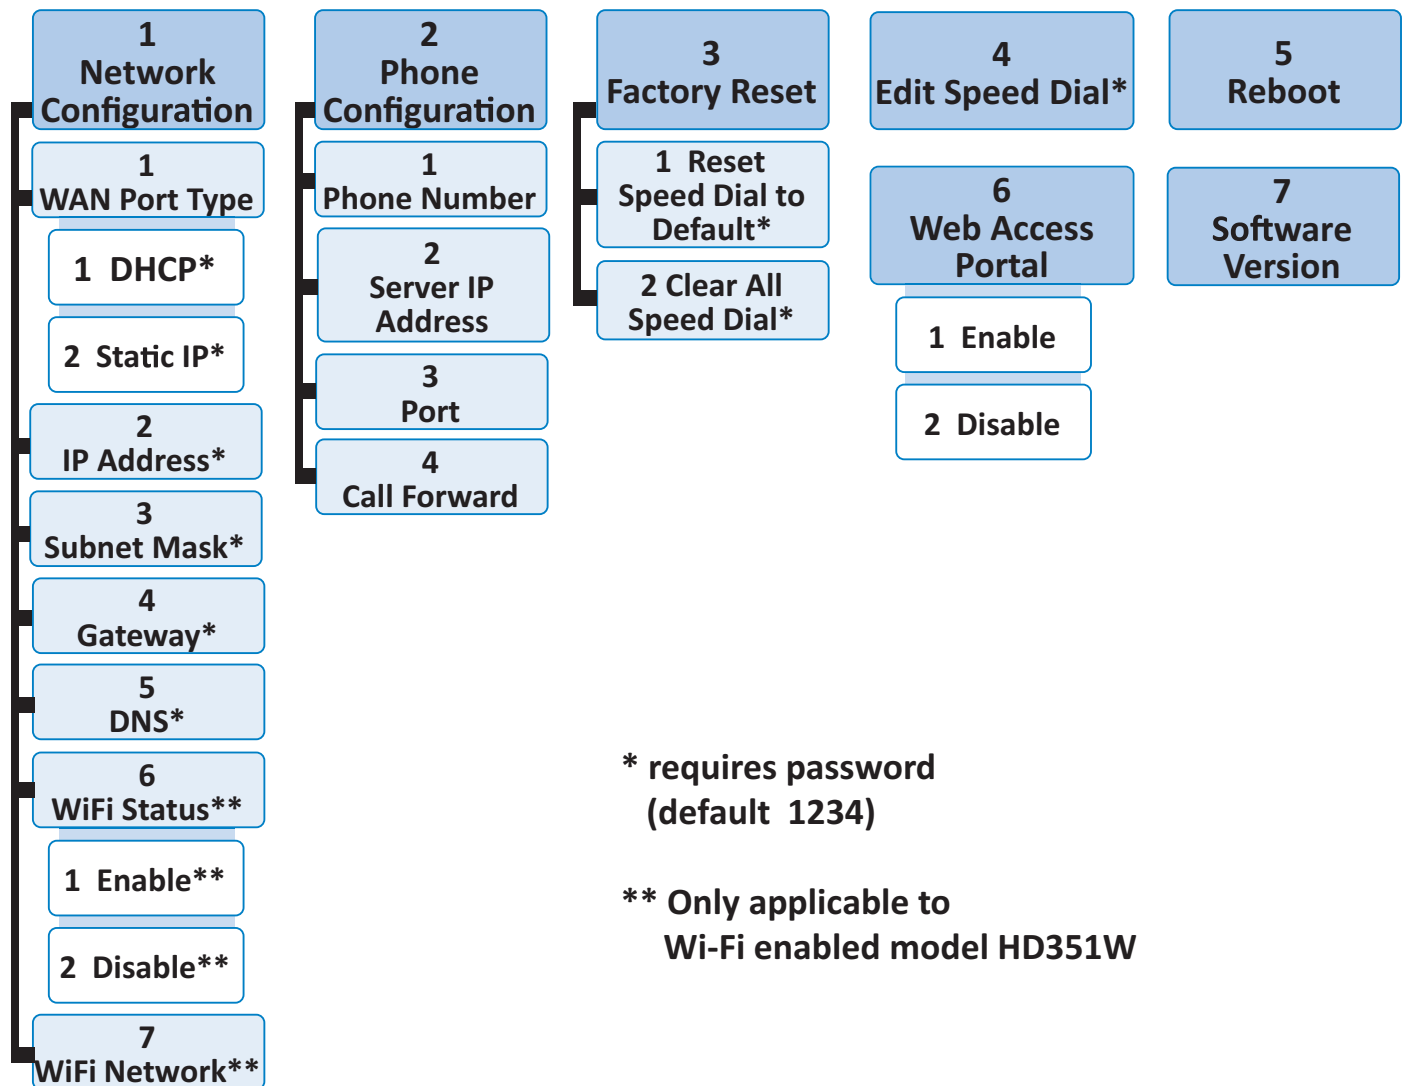 1
Network
Configuration
1
WAN Port Type
1 DHCP*
2 Static IP*
2
IP Address*
3
Subnet Mask*
4
Gateway*
5
DNS*
6
WiFi Status**
1 Enable**
2 Disable**
7
WiFi Network**
2
Phone
Configuration
1
Phone Number
2
Server IP
Address
3
Port
4
Call Forward
3
Factory Reset
1 Reset
Speed Dial to
Default*
2 Clear All
Speed Dial*
4
Edit Speed Dial*
5
Reboot
6
Web Access
Portal
1 Enable
2 Disable
7
Software
Version
* requires password
(default 1234)
** Only applicable to
Wi-Fi enabled model HD351W